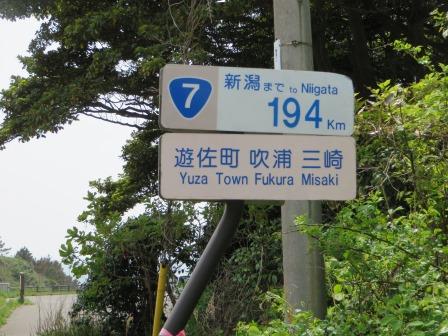 7
新潟まで to Niigata
194 Km
遊佐町 吹浦 三崎
Yuza Town Fukura Misaki